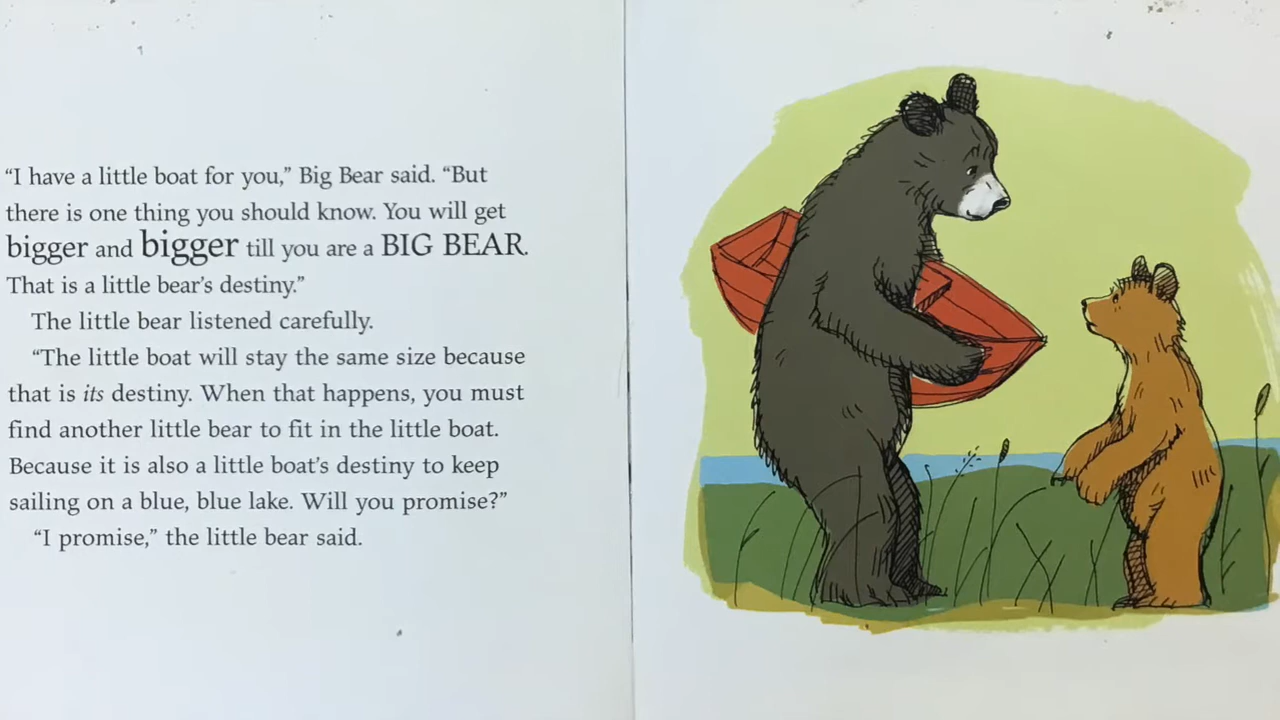 “I have a little boat for you,” Big Bear said. “But
there is one thing you should know. You will get
bigger and bigger till you are a BIG BEAR.
That is a little bear’s destiny.”
The little bear listened carefully.
“The little boat will stay the same size because
that is its destiny. When that happens, you must
find another little bear to fit in the little boat.
Because it is also a little boat’s destiny to keep
sailing on a blue, blue lake. Will you promise?”
“I promise,” the little bear said.